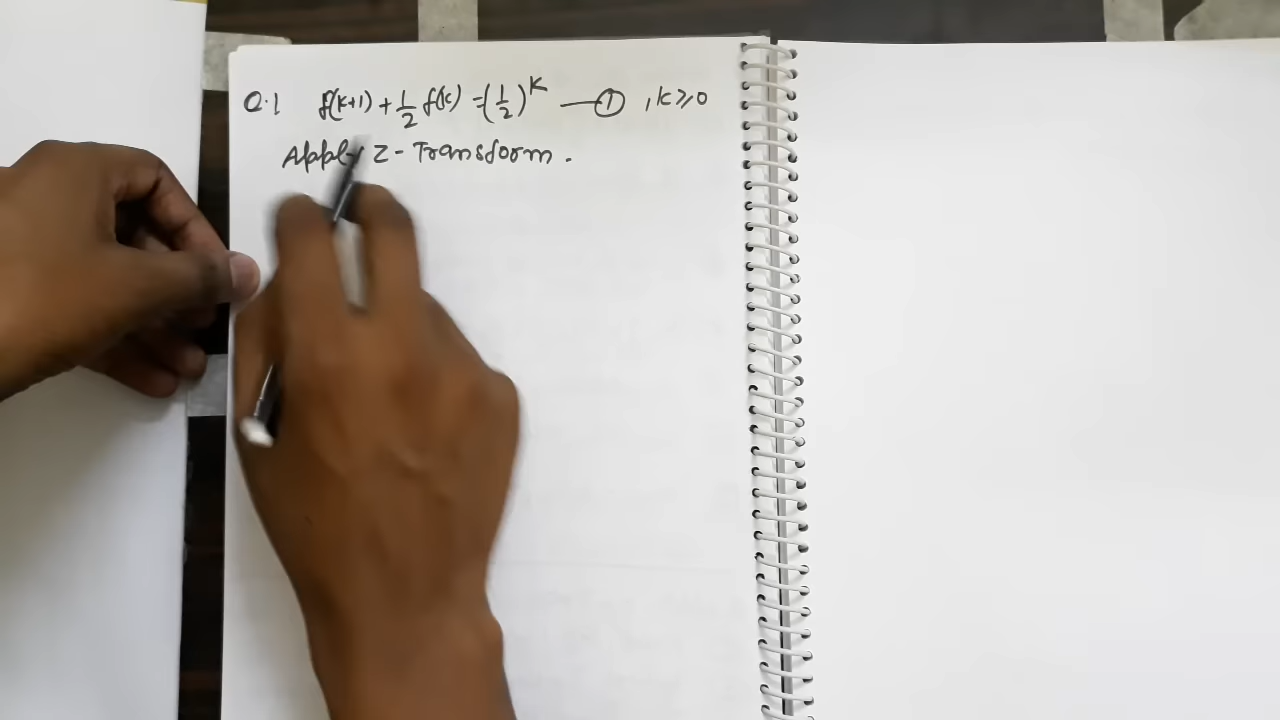 Q.1 f(k+1) + 1/2 f(k) = (1/2)^k — ① , k ≥ 0
Apply Z - Transform .